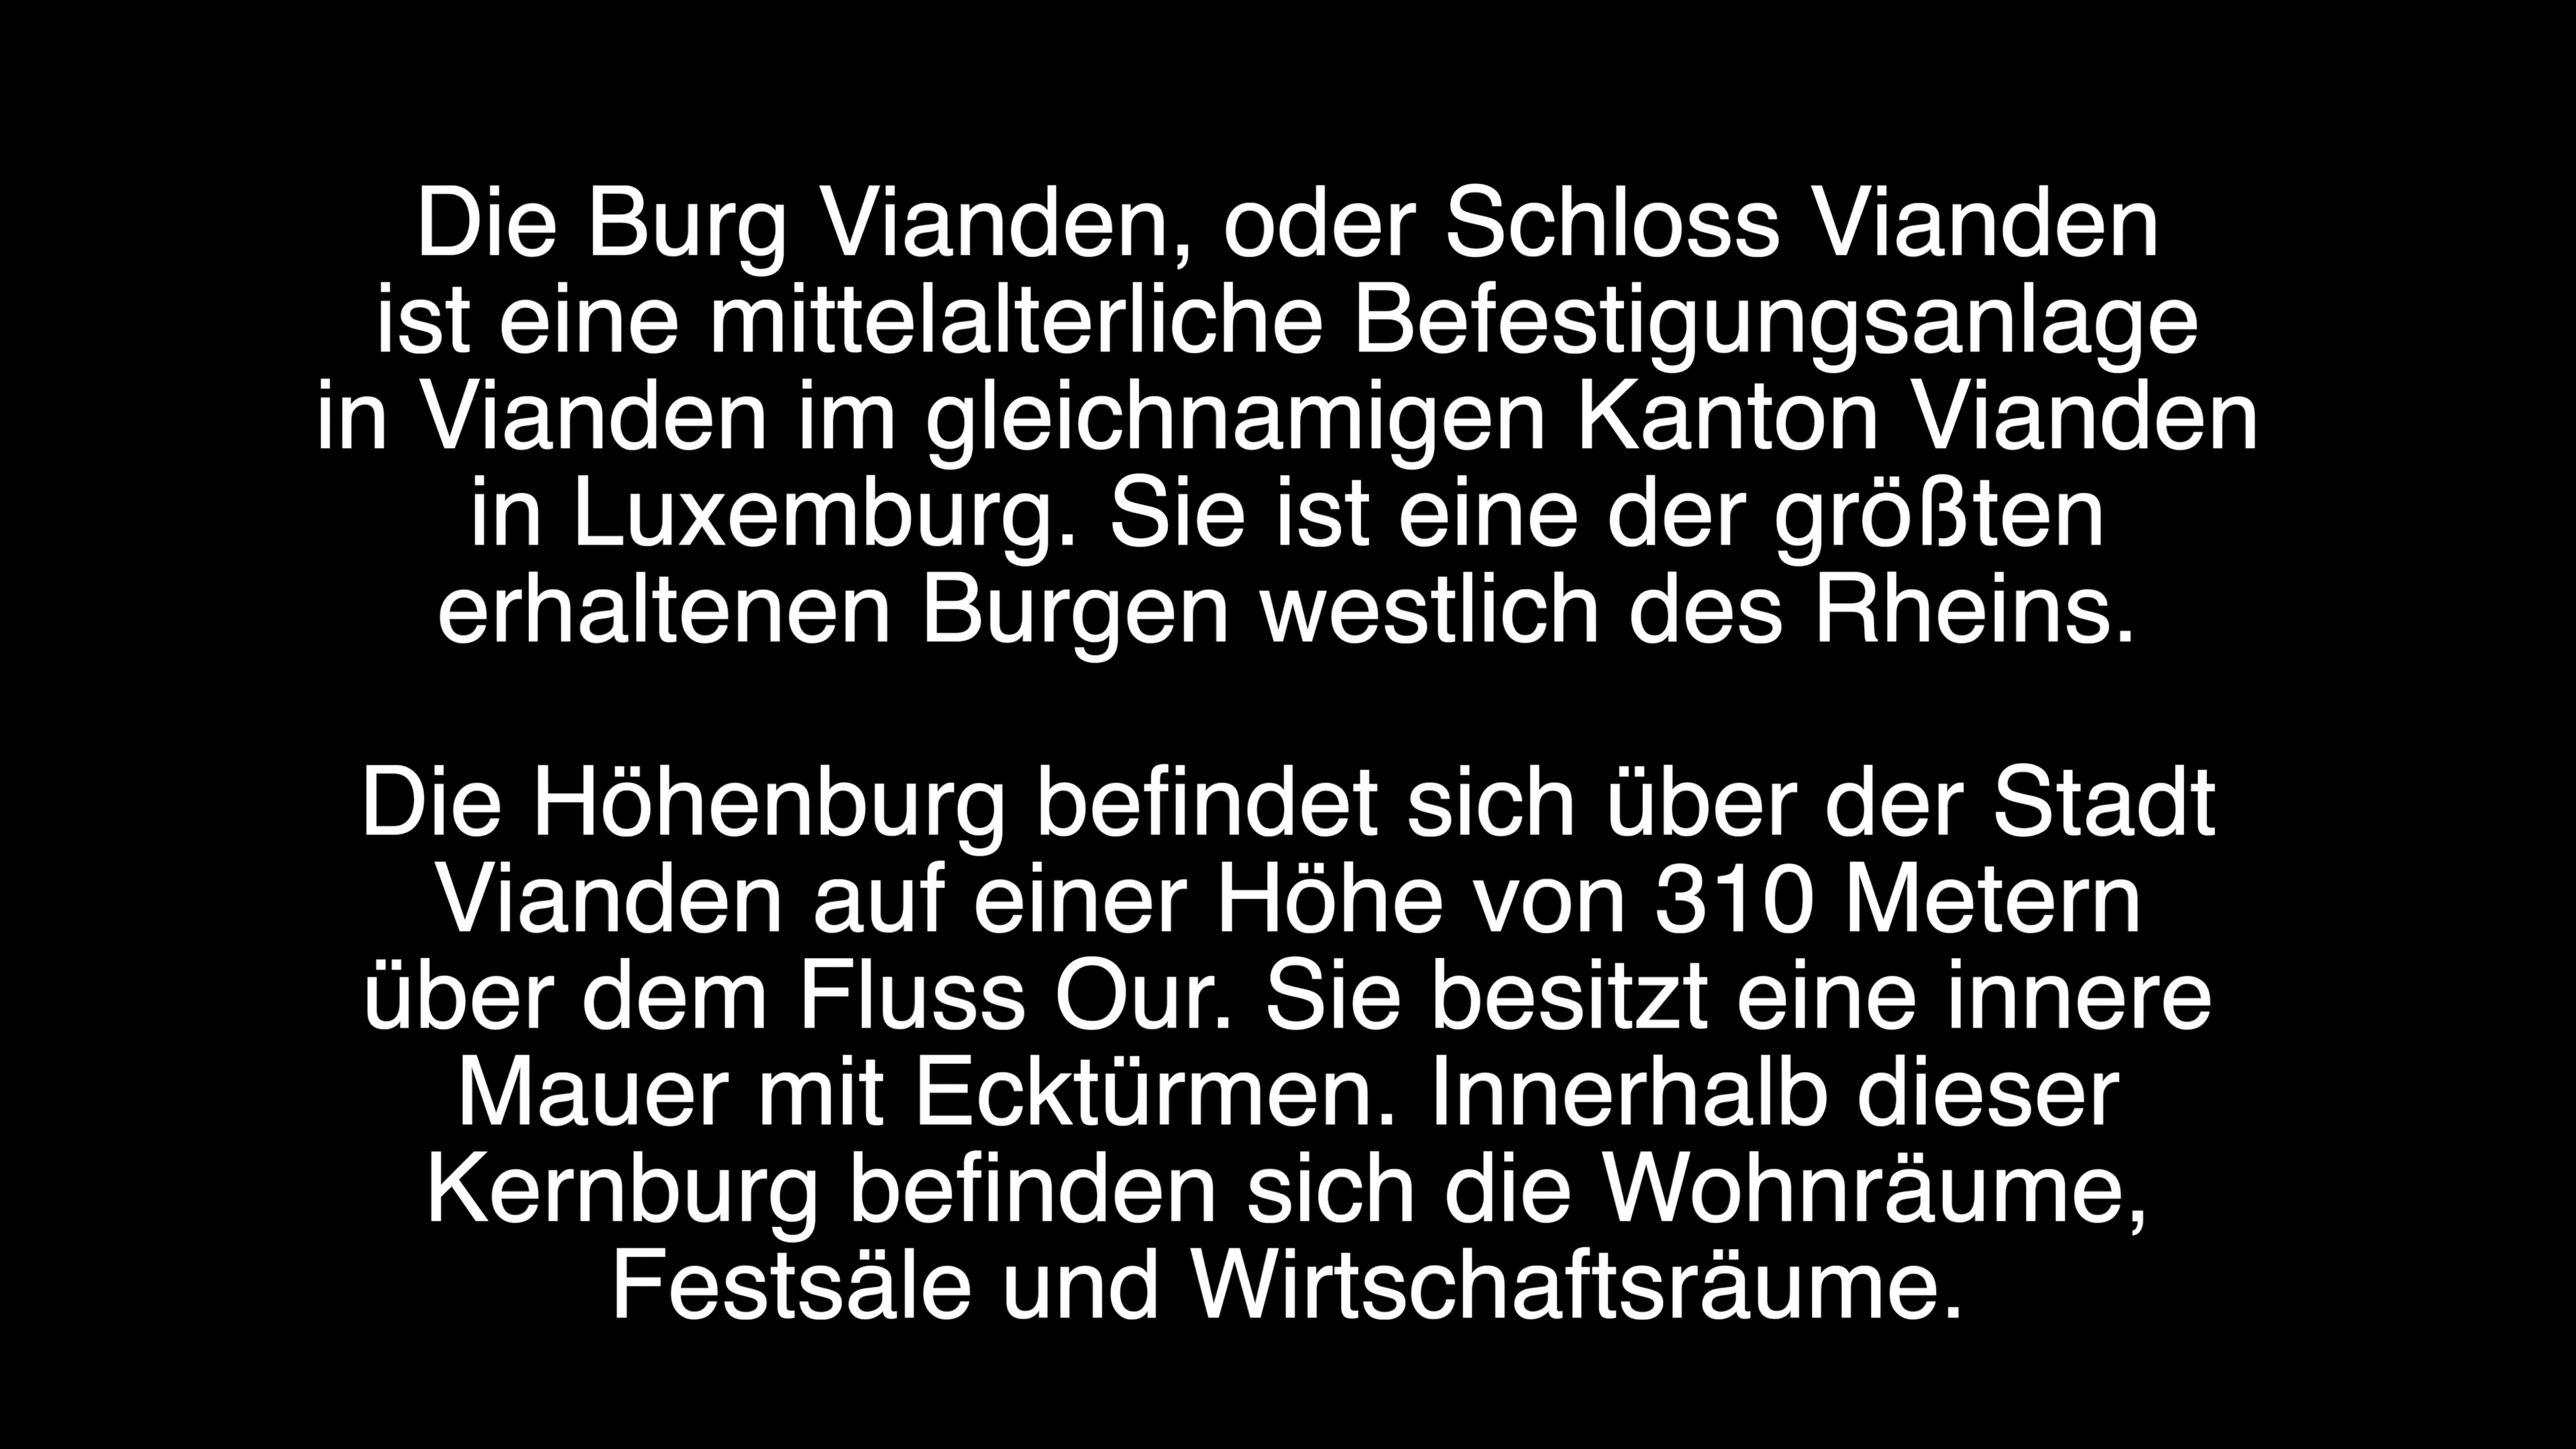 Die Burg Vianden, oder Schloss Vianden
ist eine mittelalterliche Befestigungsanlage
in Vianden im gleichnamigen Kanton Vianden
in Luxemburg. Sie ist eine der größten
erhaltenen Burgen westlich des Rheins.

Die Höhenburg befindet sich über der Stadt
Vianden auf einer Höhe von 310 Metern
über dem Fluss Our. Sie besitzt eine innere
Mauer mit Ecktürmen. Innerhalb dieser
Kernburg befinden sich die Wohnräume,
Festsäle und Wirtschaftsräume.